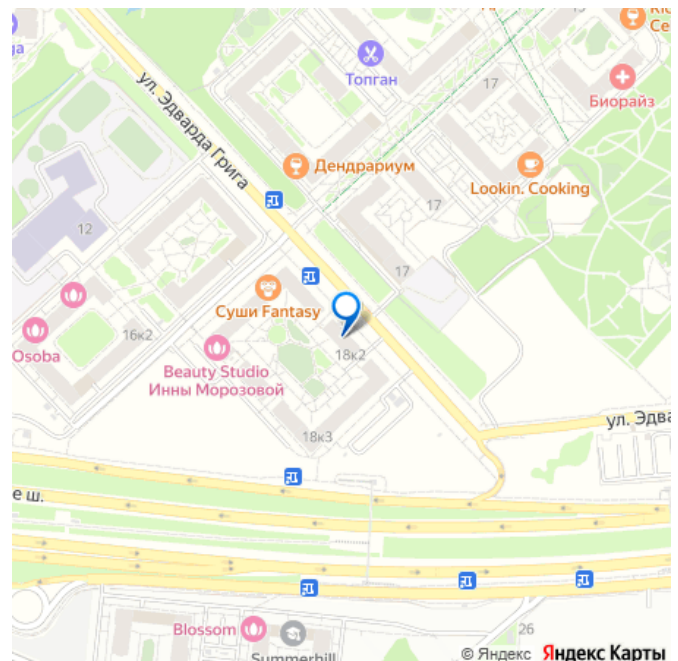 Топган
17
Биорайз
ул. Эдварда Грига
Дендрариум
Lookin. Cooking
17
12
17
Суши Fantasy
Osoba
16к2
18к2
Beauty Studio
Инны Морозовой
18к3
ул. Эдва
е ш.
Blossom
Summerhill
26
© Яндекс Яндекс Карты